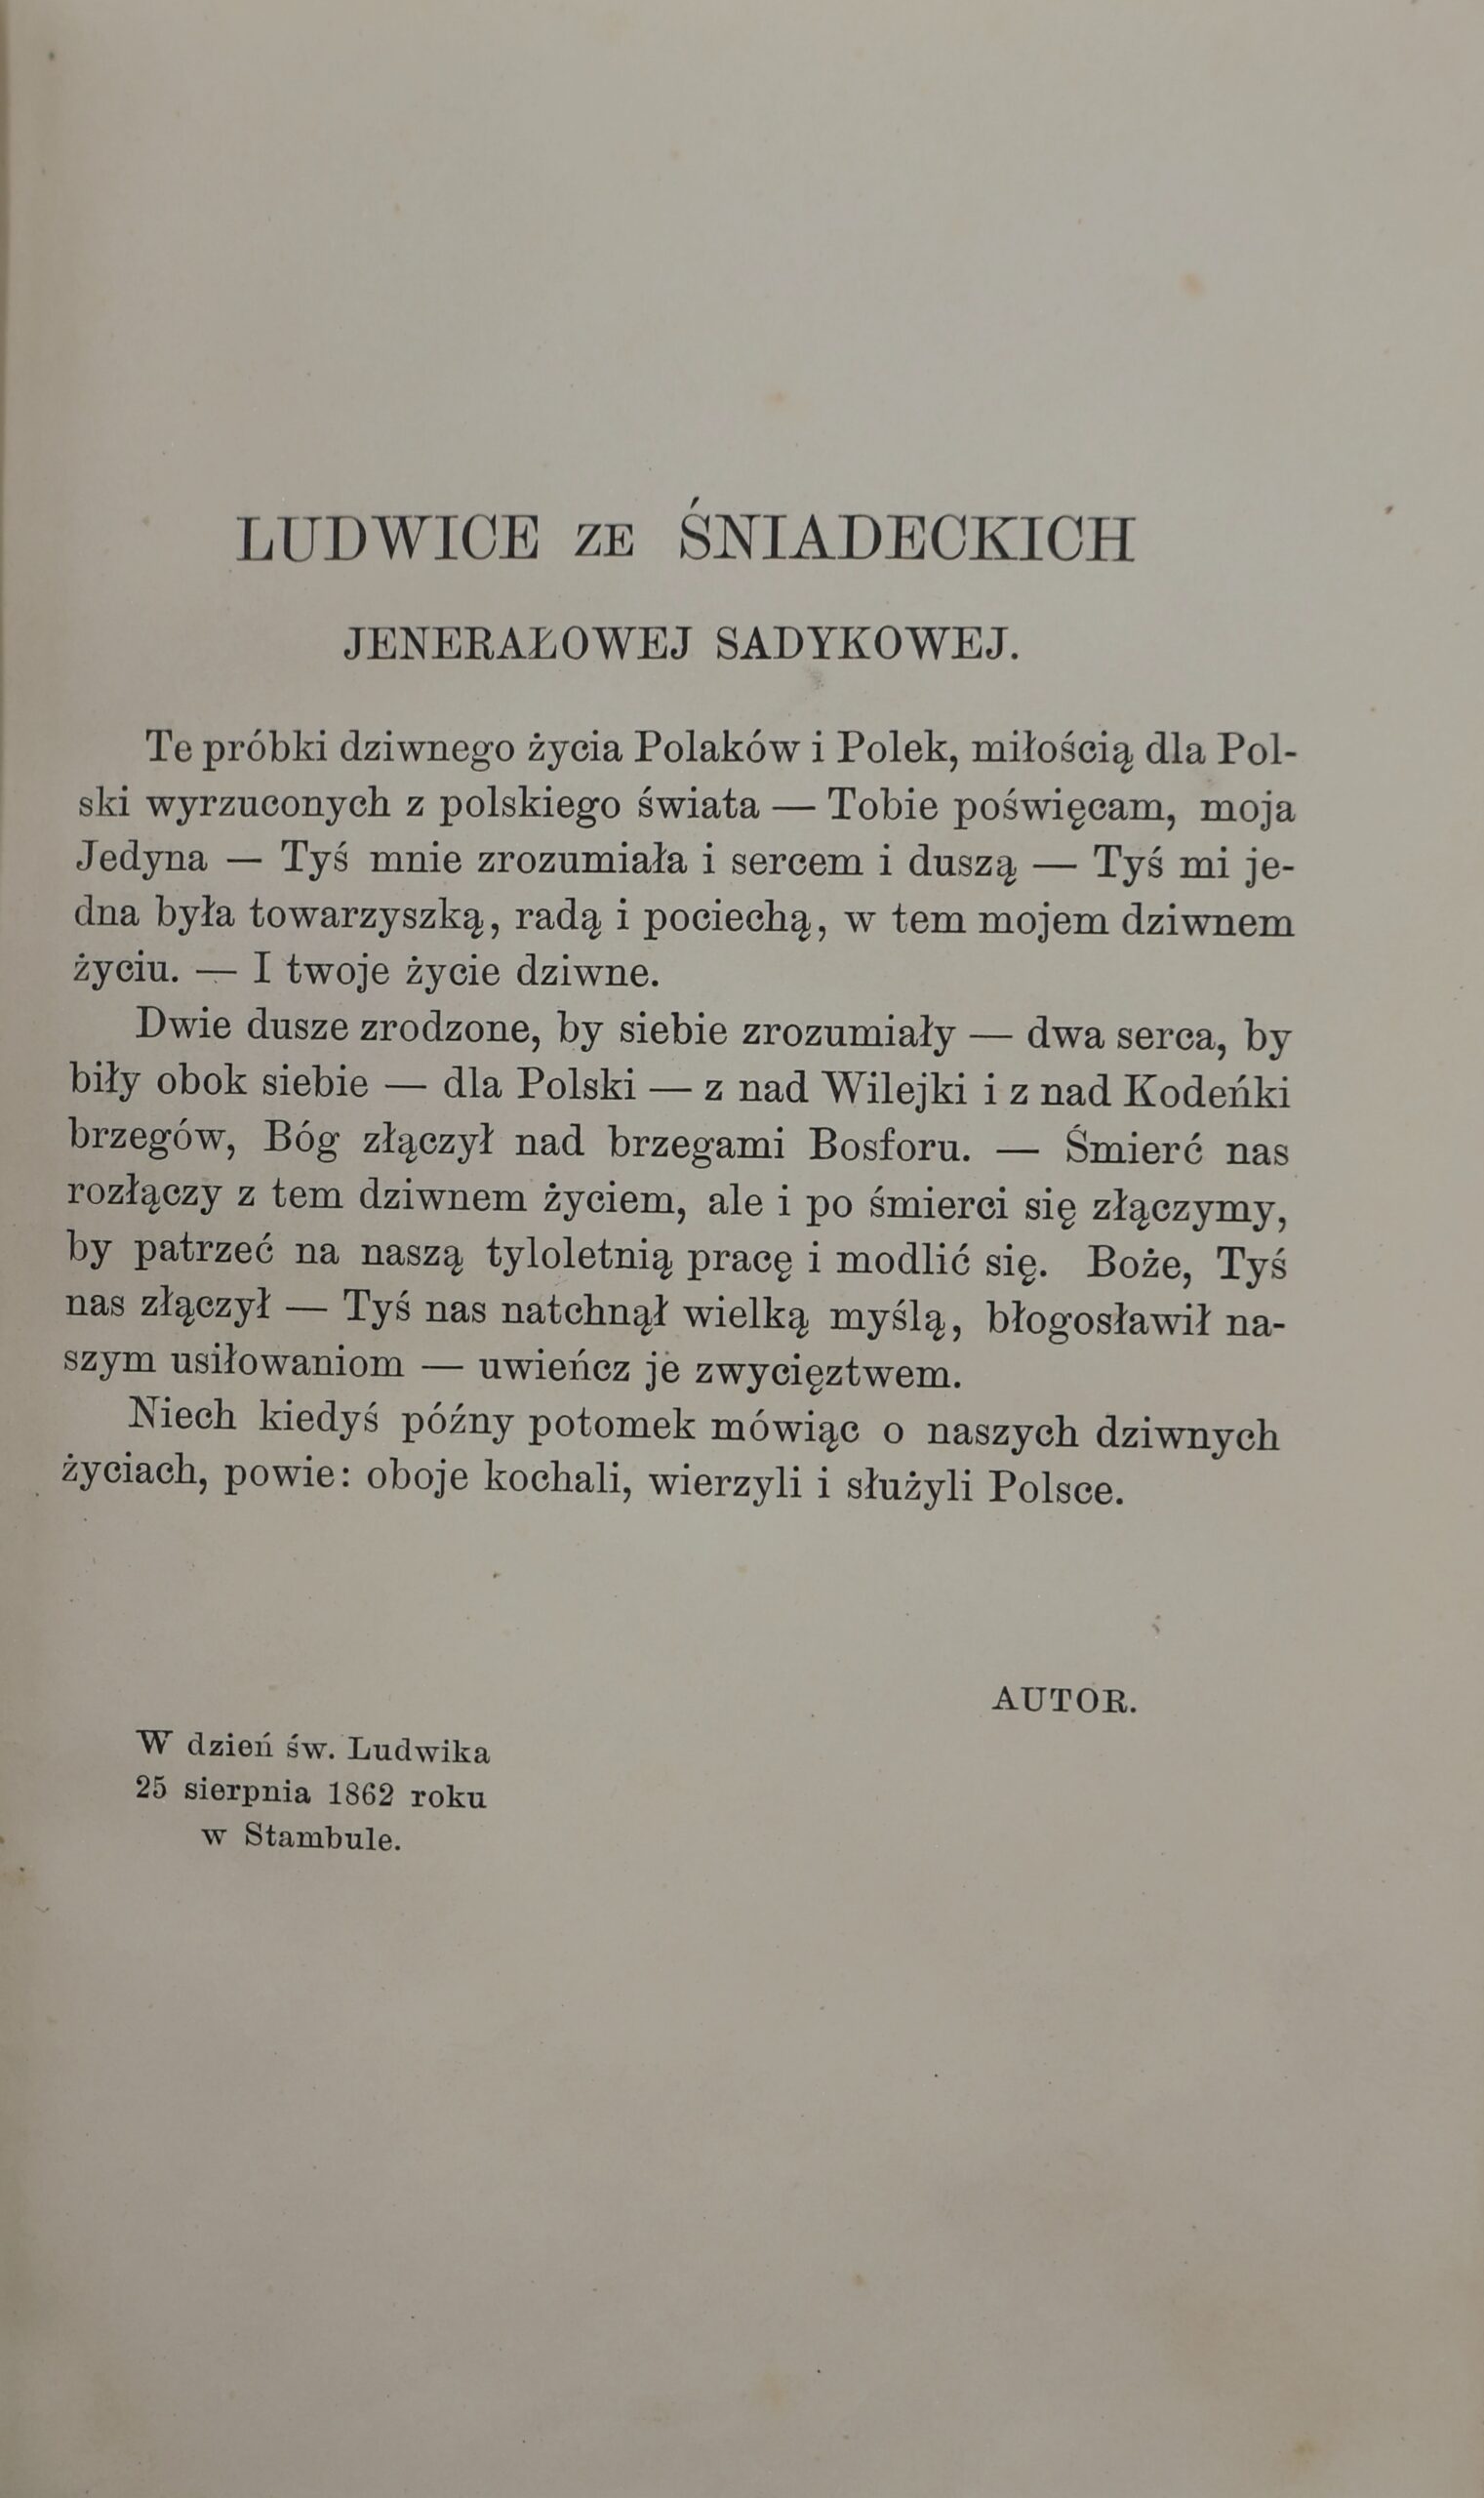 LUDWICE ZE ŚNIADECKICH
JENERAŁOWEJ SADYKOWEJ.
Te próbki dziwnego życia Polaków i Polek, miłością dla Pol-
ski wyrzuconych z polskiego świata — Tobie poświęcam, moja
Jedyna — Tyś mnie zrozumiała i sercem i duszą — Tyś mi je-
dna była towarzyszką, radą i pociechą, w tem mojem dziwnem
życiu. — I twoje życie dziwne.
Dwie dusze zrodzone, by siebie zrozumiały — dwa serca, by
biły obok siebie — dla Polski — z nad Wilejki i z nad Kodeńki
brzegów, Bóg złączył nad brzegami Bosforu. — Śmierć nas
rozłączy z tem dziwnem życiem, ale i po śmierci się złączymy,
by patrzeć na naszą tyloletnią pracę i modlić się. Boże, Tyś
nas złączył — Tyś nas natchnął wielką myślą, błogosławił na-
szym usiłowaniom — uwieńcz je zwycięztwem.
Niech kiedyś późny potomek mówiąc o naszych dziwnych
życiach, powie: oboje kochali, wierzyli i służyli Polsce.
AUTOR.
W dzień św. Ludwika
25 sierpnia 1862 roku
w Stambule.